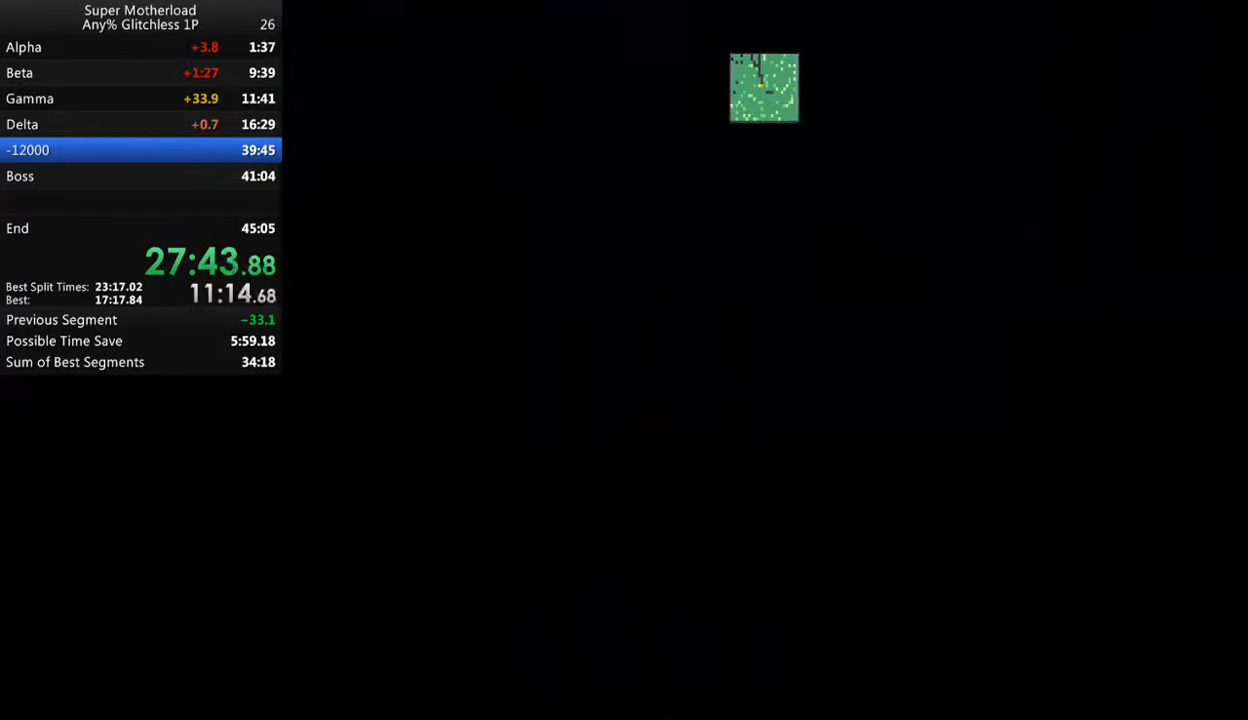 Super Motherload
Any% Glitchless 1P 26
Alpha +3.8 1:37
Beta +1:27 9:39
Gamma +33.9 11:41
Delta +0.7 16:29
-12000 39:45
Boss 41:04
End 45:05
27:43.88
Best Split Times: 23:17.02
Best: 17:17.84 11:14.68
Previous Segment −33.1
Possible Time Save 5:59.18
Sum of Best Segments 34:18